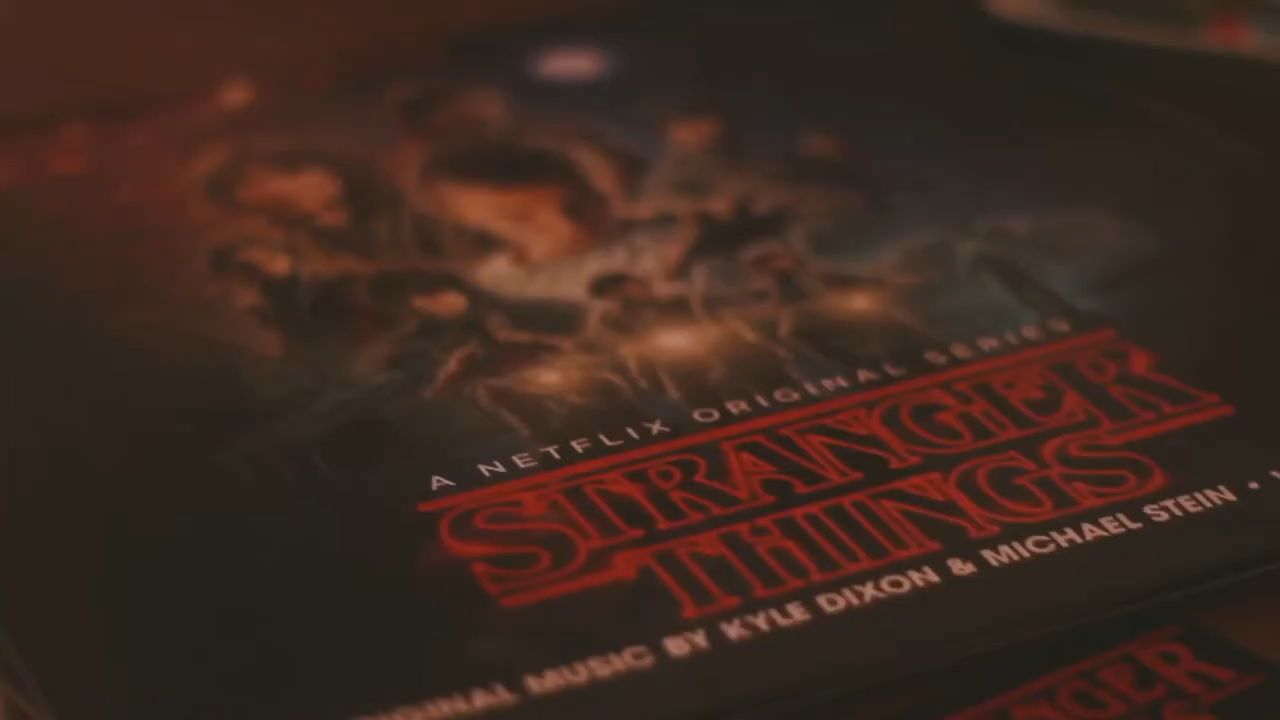 A NETFLIX ORIGINAL SERIES
STRANGER
THINGS
MUSIC BY KYLE DIXON & MICHAEL STEIN •